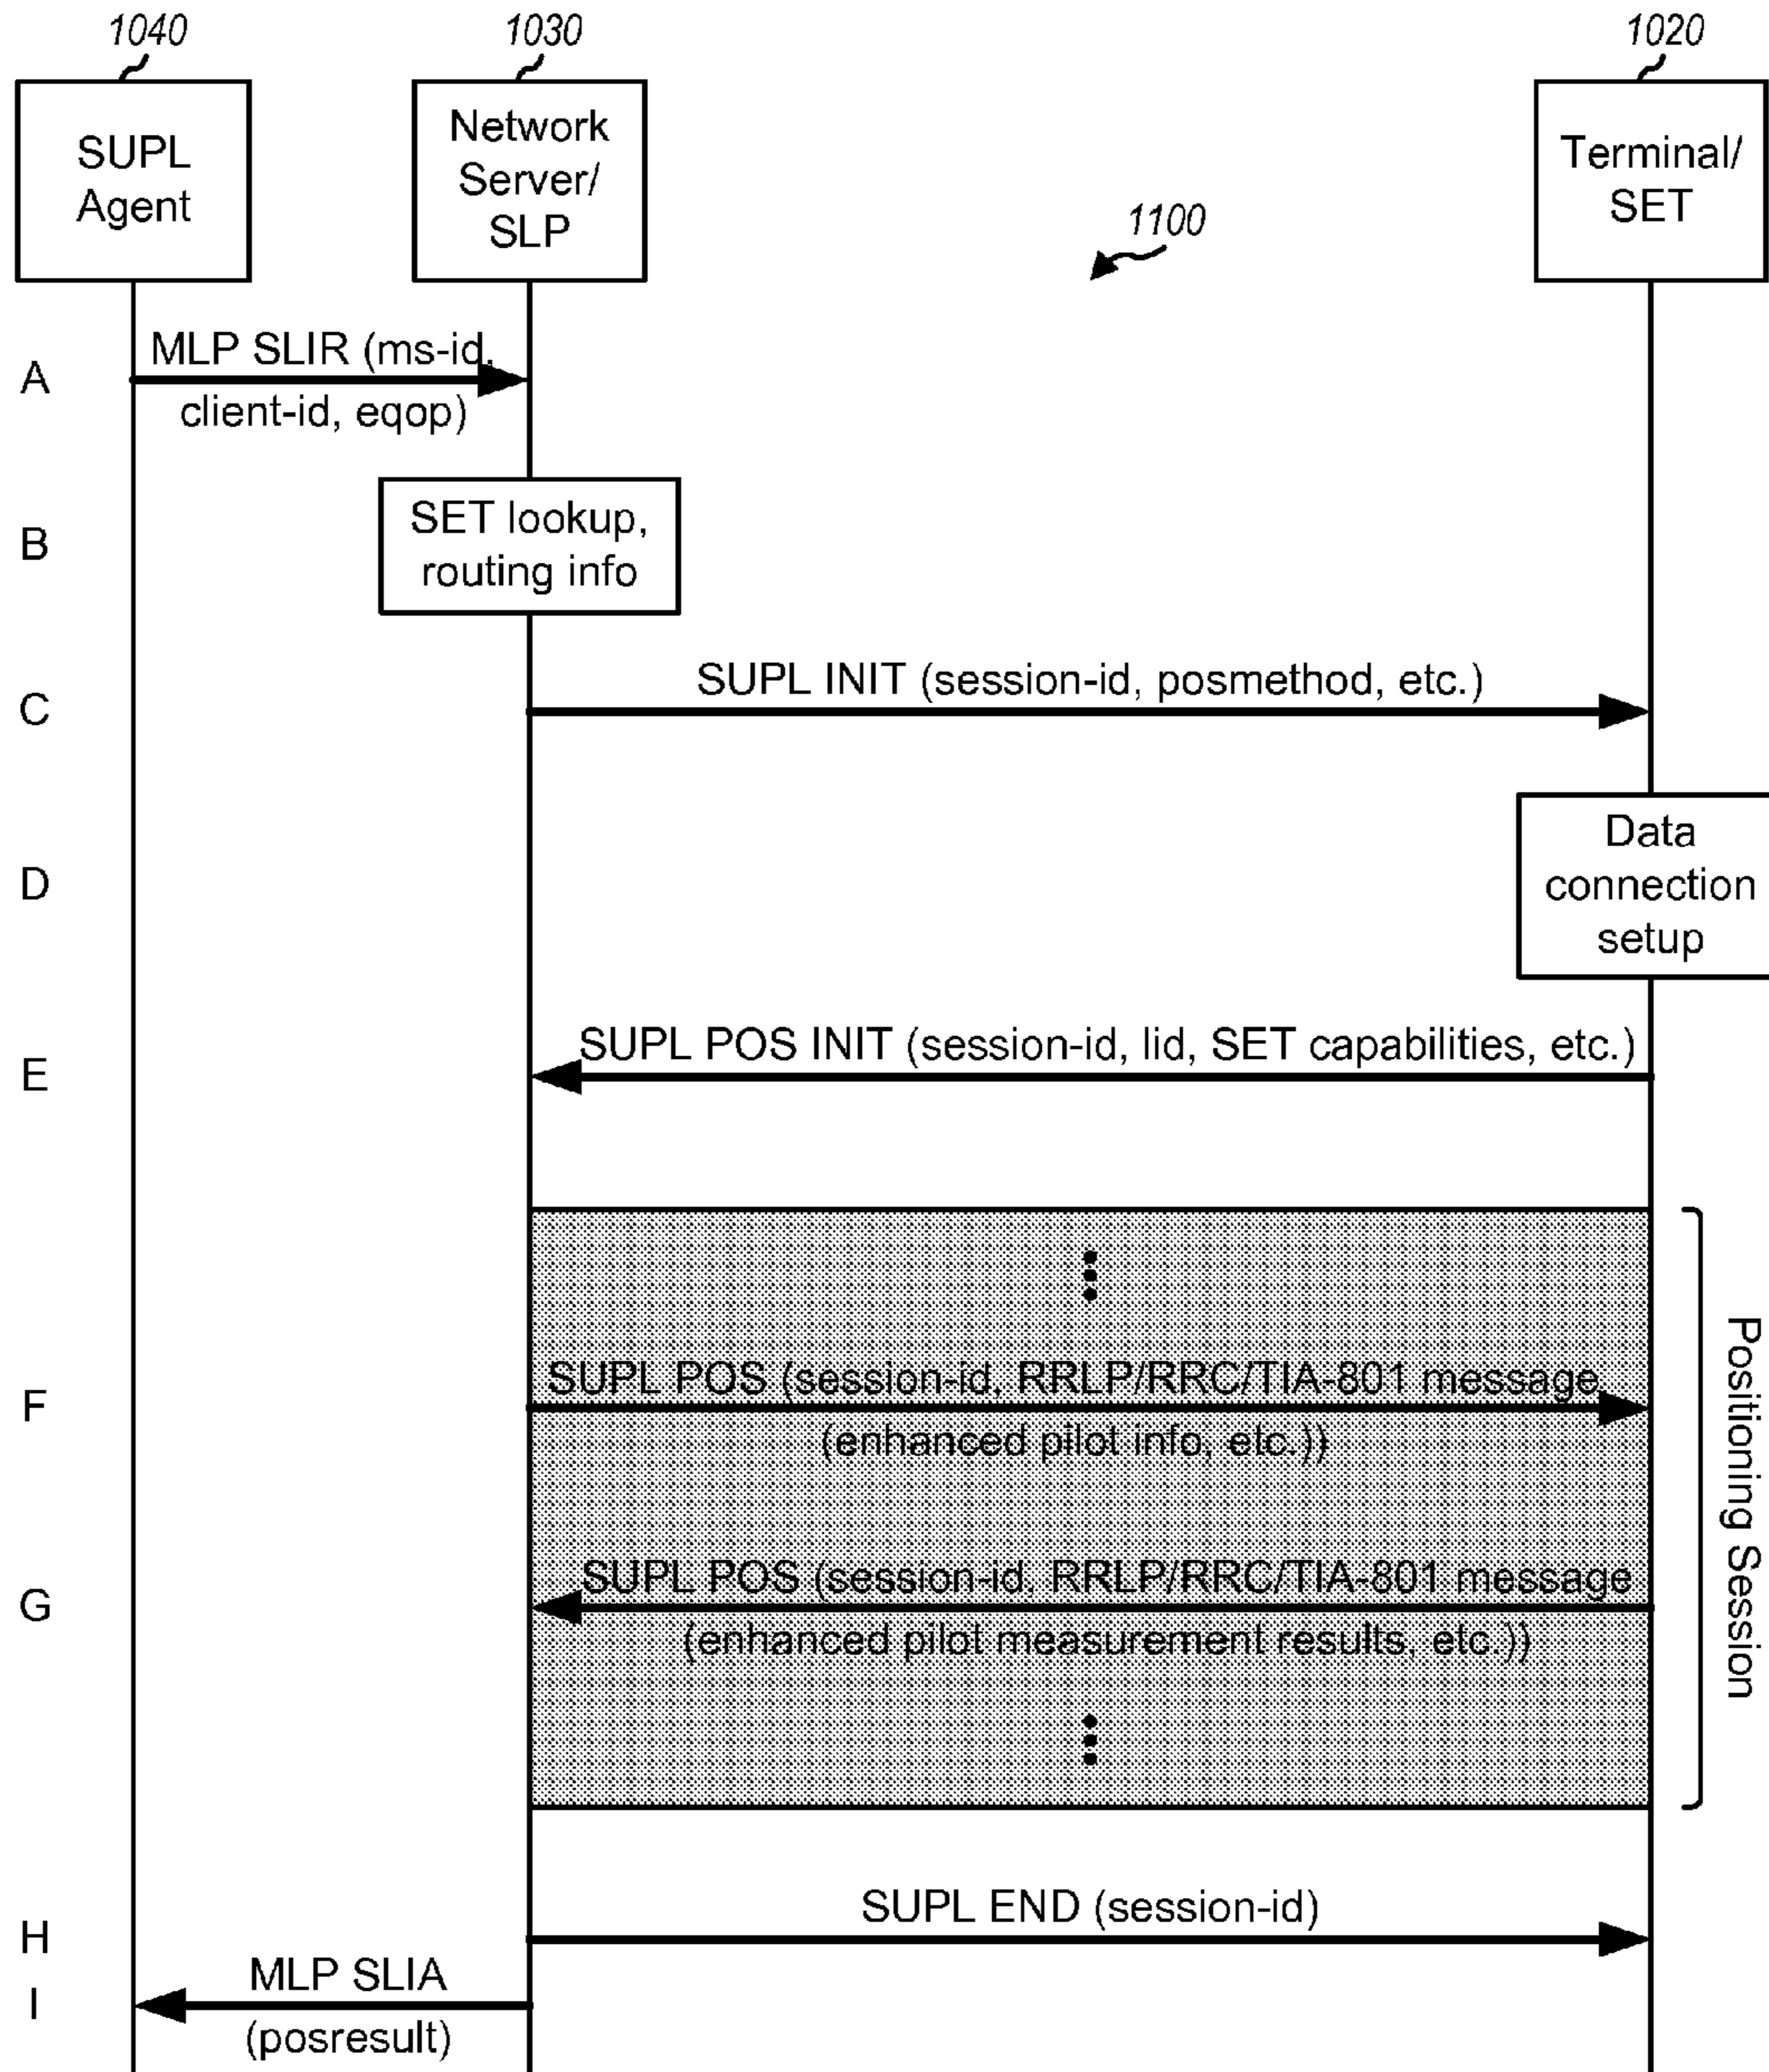 1040
1030
1020
SUPL
Agent
Network
Server/
SLP
Terminal/
SET
1100
A
MLP SLIR (ms-id,
client-id, eqop)
B
SET lookup,
routing info
C
SUPL INIT (session-id, posmethod, etc.)
D
Data
connection
setup
E
SUPL POS INIT (session-id, lid, SET capabilities, etc.)
F
SUPL POS (session-id, RRLP/RRC/TIA-801 message
(enhanced pilot info, etc.))
G
SUPL POS (session-id, RRLP/RRC/TIA-801 message
(enhanced pilot measurement results, etc.))
Positioning Session
H
SUPL END (session-id)
I
MLP SLIA
(posresult)